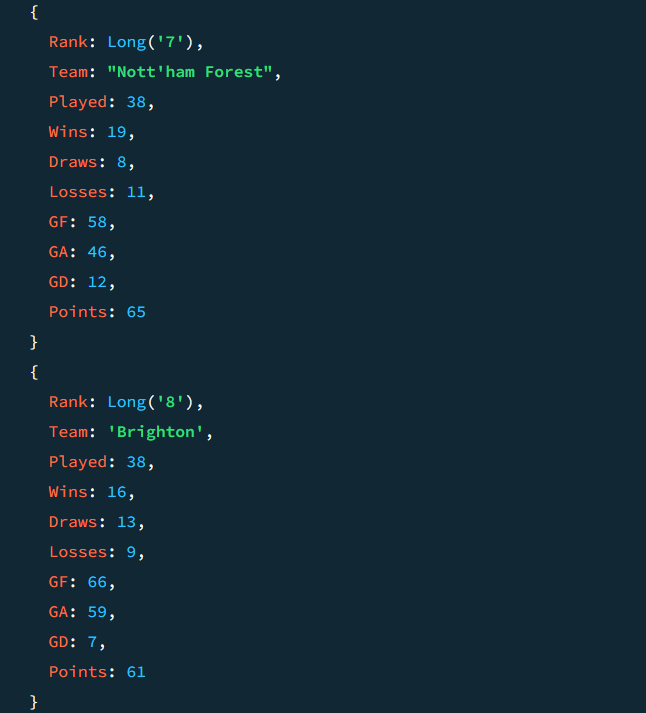 {
Rank: Long('7'),
Team: "Nott'ham Forest",
Played: 38,
Wins: 19,
Draws: 8,
Losses: 11,
GF: 58,
GA: 46,
GD: 12,
Points: 65
}
{
Rank: Long('8'),
Team: 'Brighton',
Played: 38,
Wins: 16,
Draws: 13,
Losses: 9,
GF: 66,
GA: 59,
GD: 7,
Points: 61
}